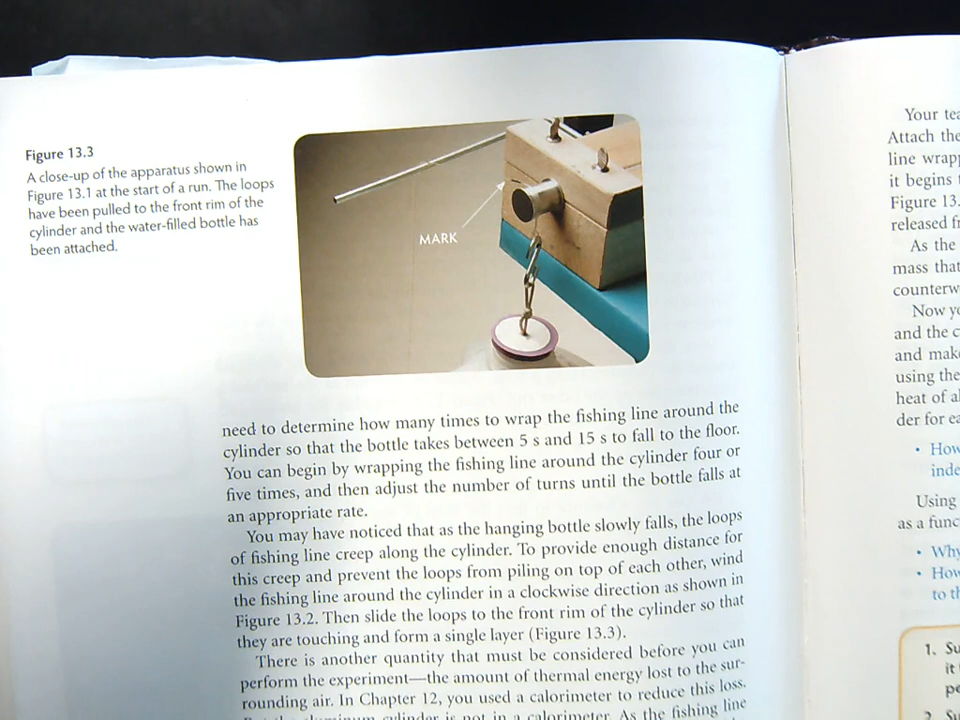 Figure 13.3
A close-up of the apparatus shown in
Figure 13.1 at the start of a run. The loops
have been pulled to the front rim of the
cylinder and the water-filled bottle has
been attached.
MARK
need to determine how many times to wrap the fishing line around the
cylinder so that the bottle takes between 5 s and 15 s to fall to the floor.
You can begin by wrapping the fishing line around the cylinder four or
five times, and then adjust the number of turns until the bottle falls at
an appropriate rate.
You may have noticed that as the hanging bottle slowly falls, the loops
of fishing line creep along the cylinder. To provide enough distance for
this creep and prevent the loops from piling on top of each other, wind
the fishing line around the cylinder in a clockwise direction as shown in
Figure 13.2. Then slide the loops to the front rim of the cylinder so that
they are touching and form a single layer (Figure 13.3).
There is another quantity that must be considered before you can
perform the experiment—the amount of thermal energy lost to the sur-
rounding air. In Chapter 12, you used a calorimeter to reduce this loss.
cylinder is not in a calorimeter. As the fishing line
Your
Attach the
line
it begins
Figure 13.
released
As the
mass that
Now
and the
and
using the
heat of
der for
• How
Using
as a
• Why
• How
to
1.
it
2.